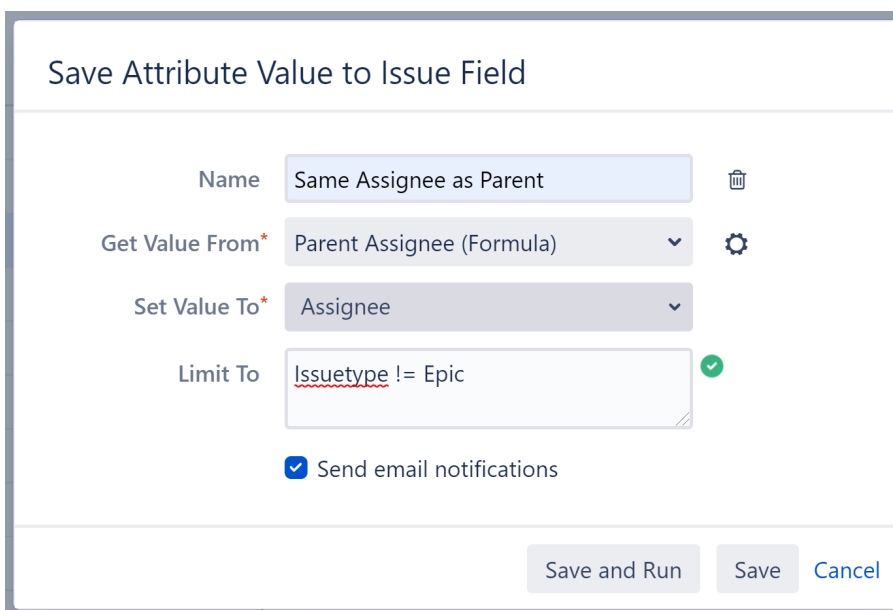 Save Attribute Value to Issue Field
Name Same Assignee as Parent
Get Value From* Parent Assignee (Formula)
Set Value To* Assignee
Limit To Issuetype != Epic
Send email notifications
Save and Run Save Cancel